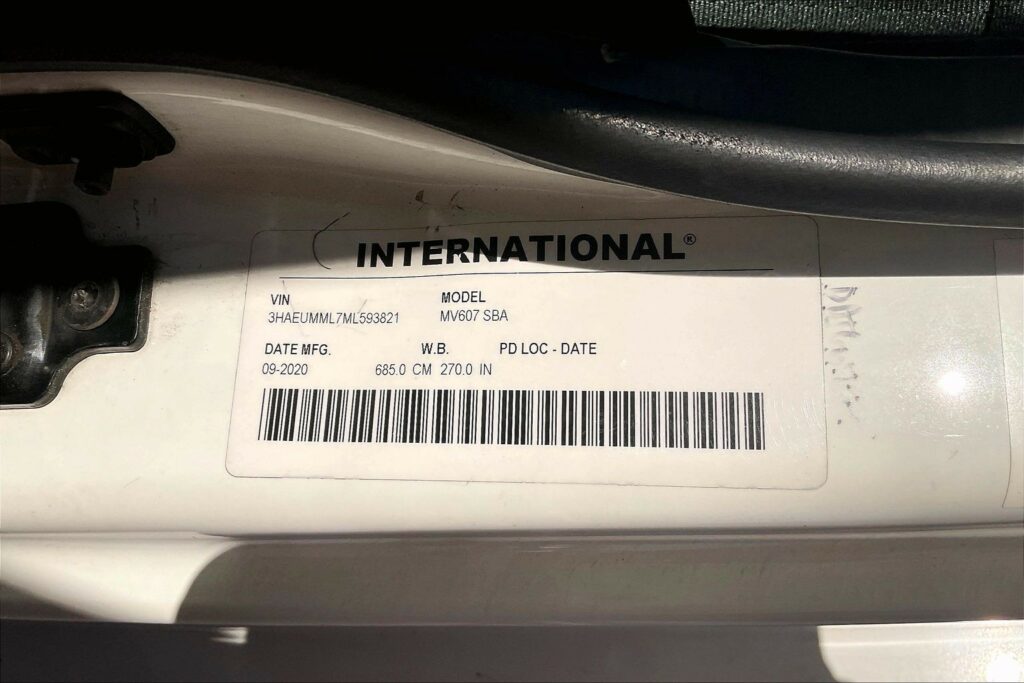 INTERNATIONAL®
VIN MODEL
3HAEUMML7ML593821 MV607 SBA
DATE MFG. W.B. PD LOC - DATE
09-2020 685.0 CM 270.0 IN